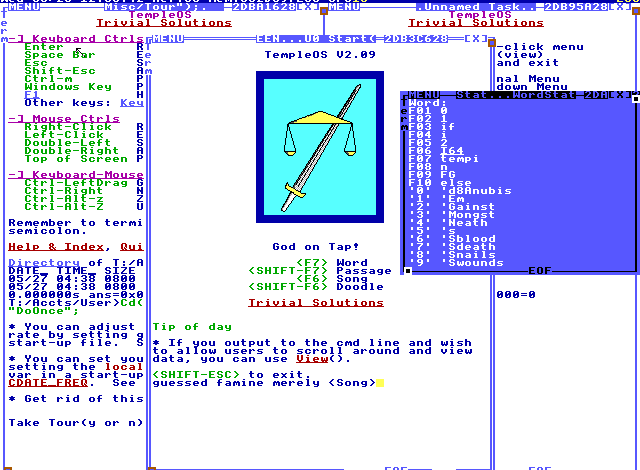 MENU
Misc/Tour
MENU
.Unnamed Task..
2DB95A28
[X]
TempleOS
Trivial Solutions
TempleOS
Trivial Solutions
-] Keyboard Ctrls
Enter
Space Bar
Esc
Shift-Esc
Ctrl-m
Windows Key
F1
Other keys: Key
-] Mouse Ctrls
Right-Click
Left-Click
Double-Left
Double-Right
Top of Screen
-] Keyboard-Mouse
Ctrl-LeftDrag
Ctrl-Right
Ctrl-Alt-z
Ctrl-Alt-Z
Remember to termi
semicolon.
Help & Index, Qui
Directory of T:/A
DATE_ TIME_ SIZE
05/27 04:38 0800
05/27 04:38 0800
0.000000s ans=0x0
T:/Accts/User>Cd(
"DoOnce";
* You can adjust
rate by setting g
start-up file. S
* You can set you
setting the local
var in a start-up
CDATE_FREQ. See
* Get rid of this
Take Tour(y or n)
MENU
Start(
2DB3C628
[X]
TempleOS V2.09
God on Tap!
<F7> Word
<SHIFT-F7> Passage
<F6> Song
<SHIFT-F6> Doodle
Trivial Solutions
Tip of day
* If you output to the cmd line and wish
to allow users to scroll around and view
data, you can use View().
<SHIFT-ESC> to exit.
guessed famine merely <Song>
-click menu
(view)
and exit
nal Menu
down Menu
MENU
Stat...WordStat
[X]
Word:
F01 0
F02 1
F03 if
F04 i
F05 2
F06 I64
F07 tempi
F08 n
F09 FG
F10 else
'0' 'd8Anubis
'1' 'Em
'2' 'Gainst
'3' 'Mongst
'4' 'Neath
'5' 's
'6' 'Sblood
'7' 'Sdeath
'8' 'Snails
'9' 'Swounds
EOF
000=0
EOF
EOF